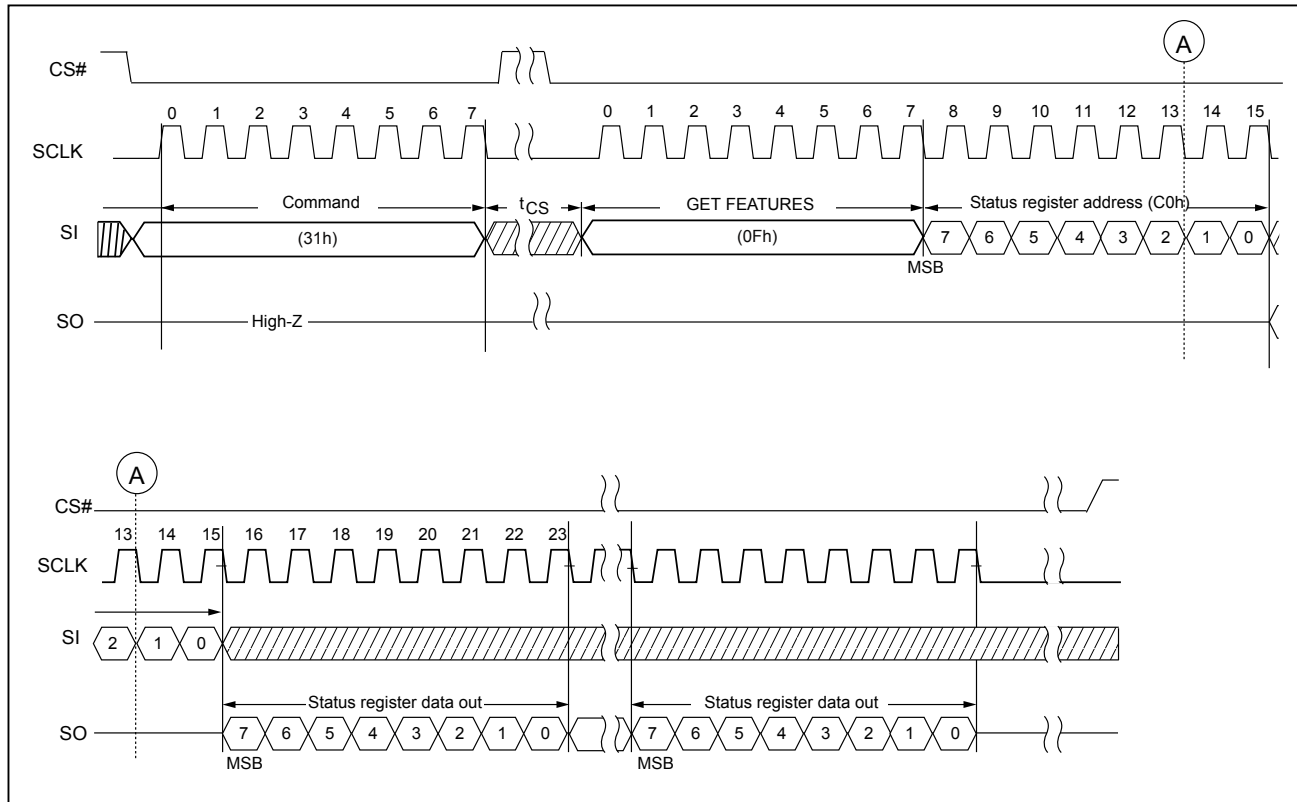 A
CS#
0 1 2 3 4 5 6 7 0 1 2 3 4 5 6 7 8 9 10 11 12 13 14 15
SCLK
Command tCS GET FEATURES Status register address (C0h)
SI (31h) (0Fh) 7 6 5 4 3 2 1 0
MSB
SO High-Z
A
CS#
13 14 15 16 17 18 19 20 21 22 23
SCLK
SI 2 1 0
Status register data out Status register data out
SO 7 6 5 4 3 2 1 0 7 6 5 4 3 2 1 0
MSB MSB